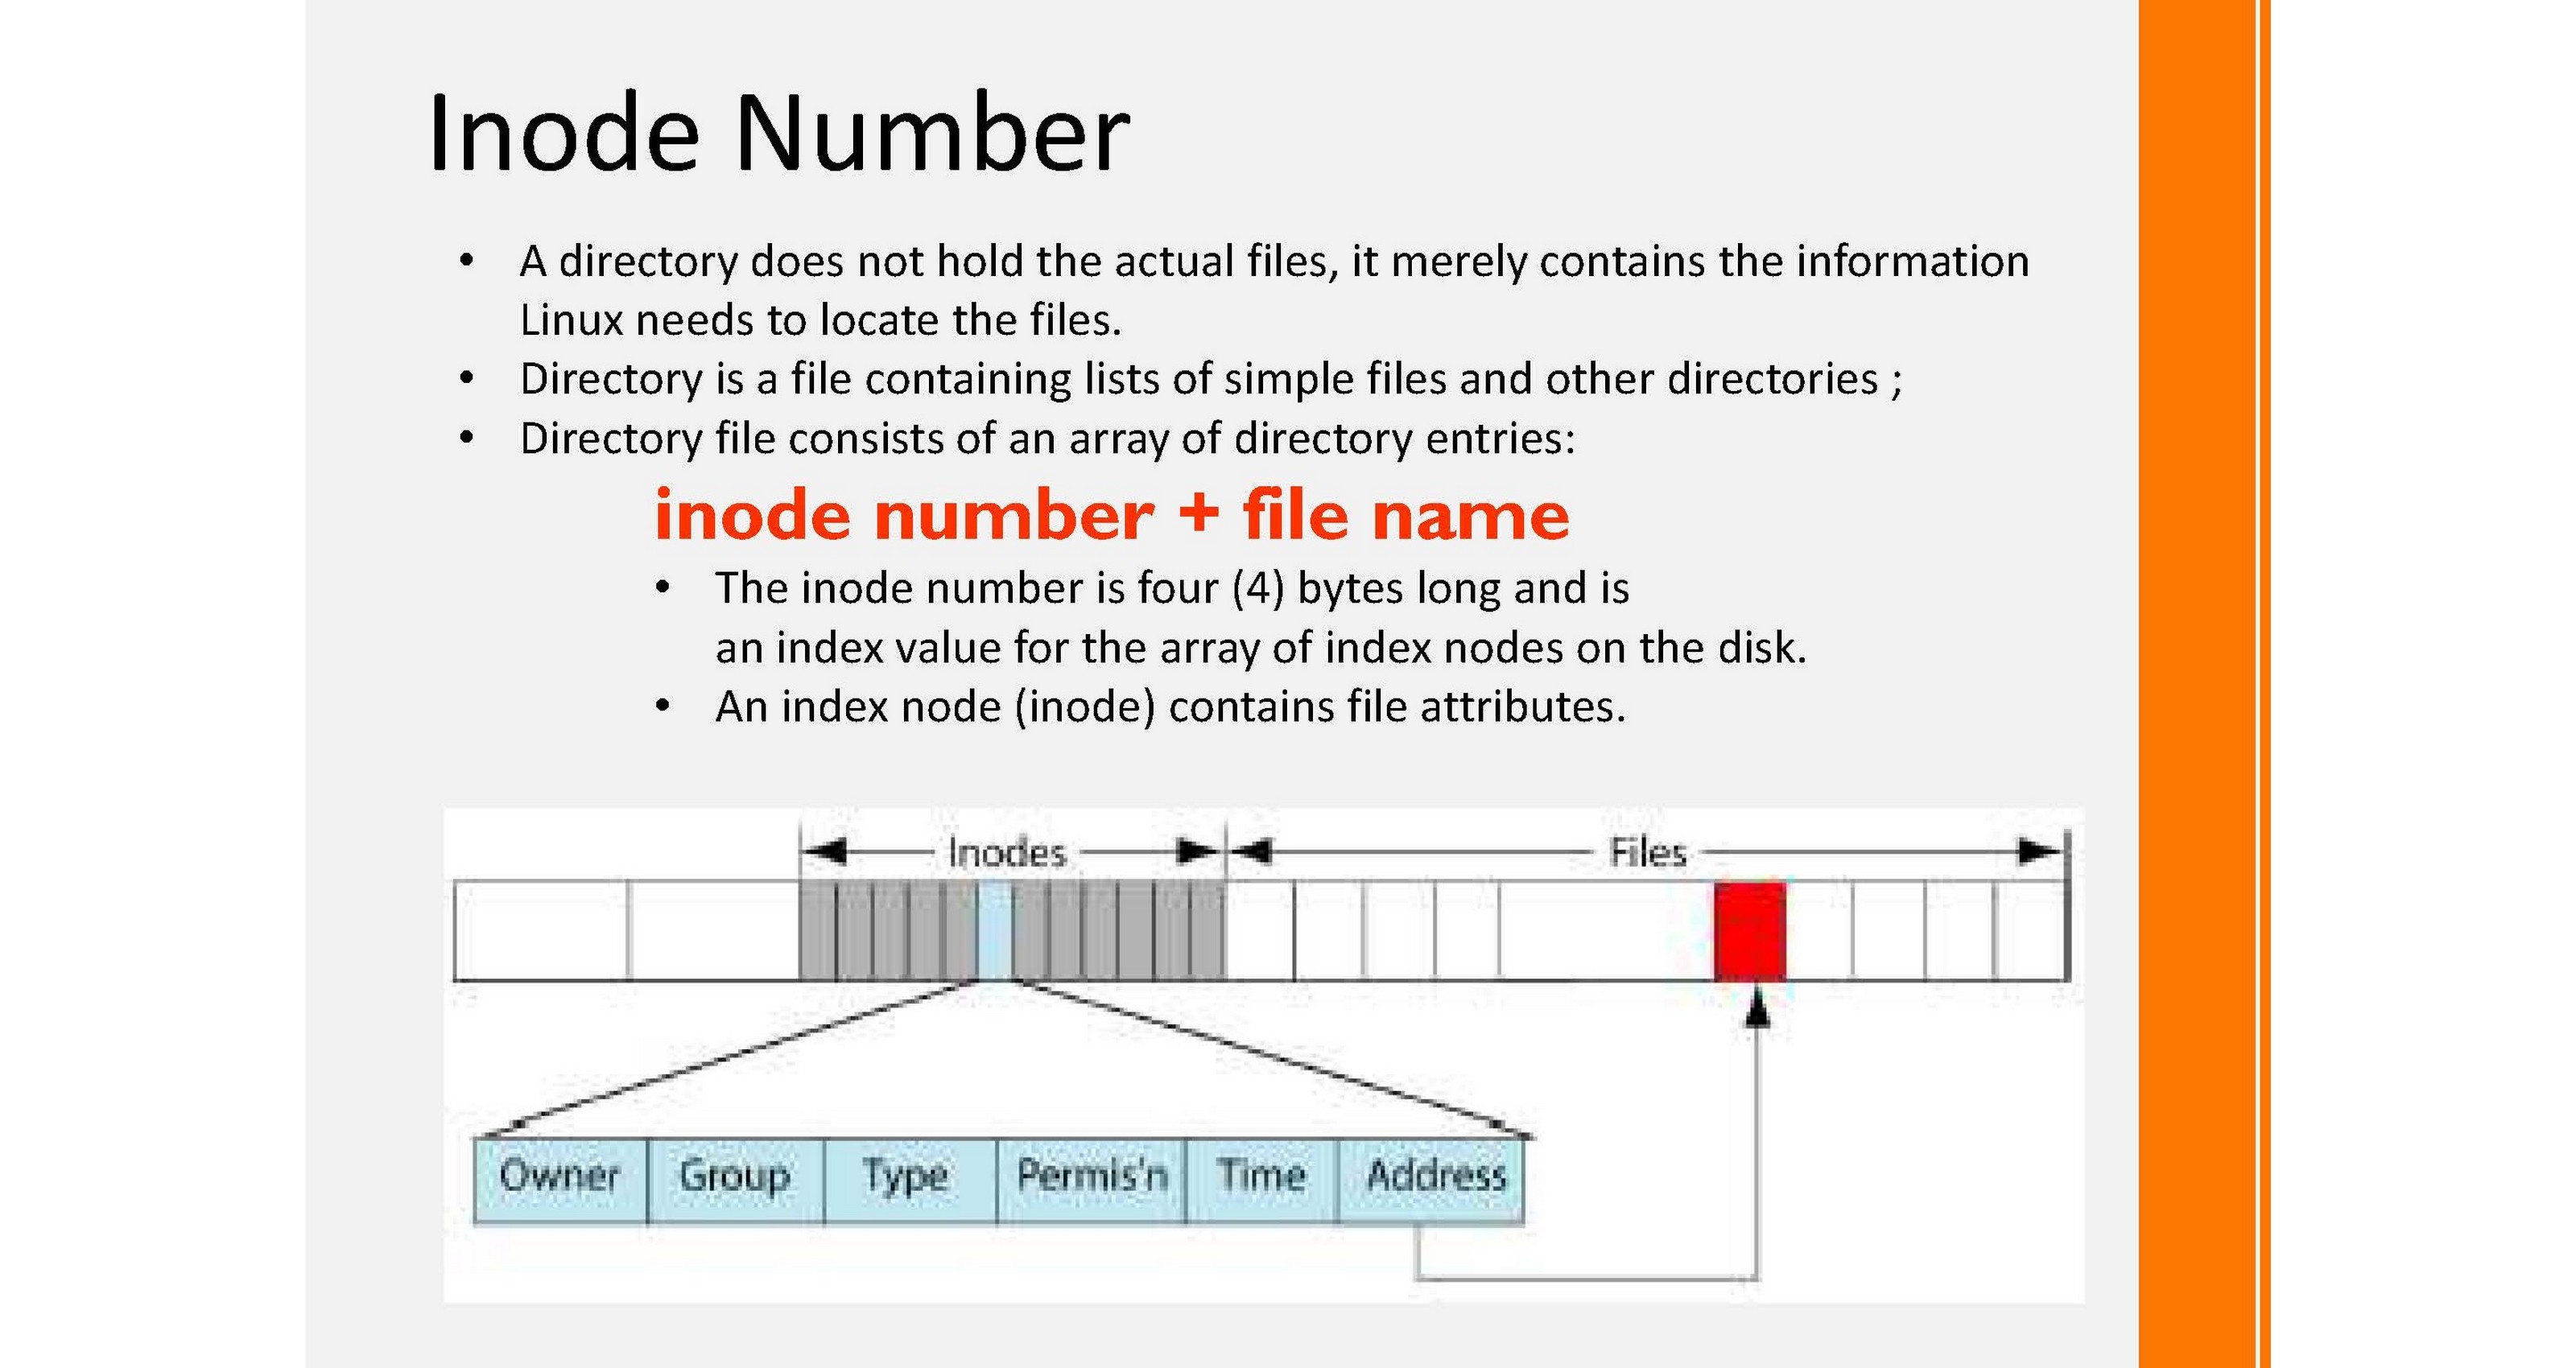 Inode Number
• A directory does not hold the actual files, it merely contains the information
Linux needs to locate the files.
• Directory is a file containing lists of simple files and other directories ;
• Directory file consists of an array of directory entries:
inode number + file name
• The inode number is four (4) bytes long and is
an index value for the array of index nodes on the disk.
• An index node (inode) contains file attributes.
Inodes Files
Owner Group Type Permis'n Time Address